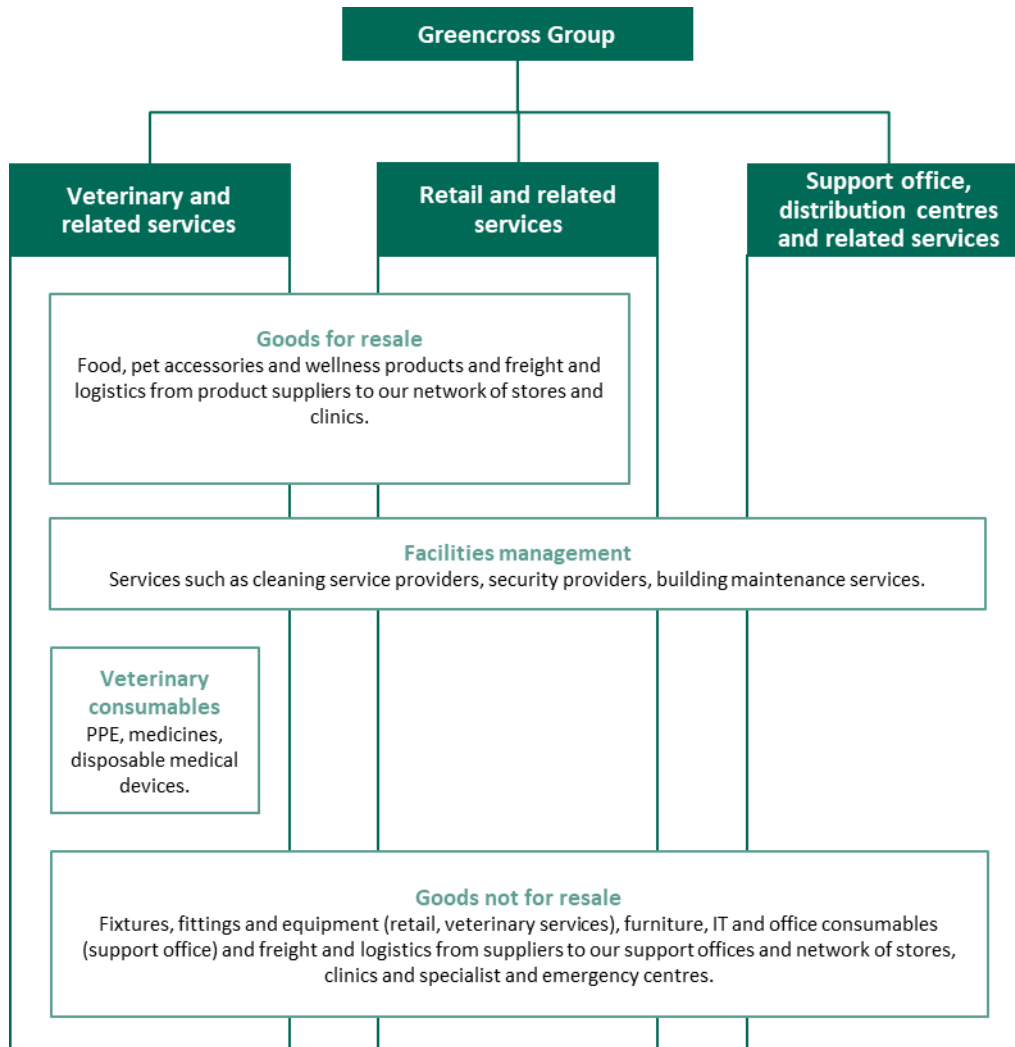 Greencross Group
Veterinary and
related services
Retail and related
services
Support office,
distribution centres
and related services
Goods for resale
Food, pet accessories and wellness products and freight and
logistics from product suppliers to our network of stores and
clinics.
Facilities management
Services such as cleaning service providers, security providers, building maintenance services.
Veterinary
consumables
PPE, medicines,
disposable medical
devices.
Goods not for resale
Fixtures, fittings and equipment (retail, veterinary services), furniture, IT and office consumables
(support office) and freight and logistics from suppliers to our support offices and network of stores,
clinics and specialist and emergency centres.